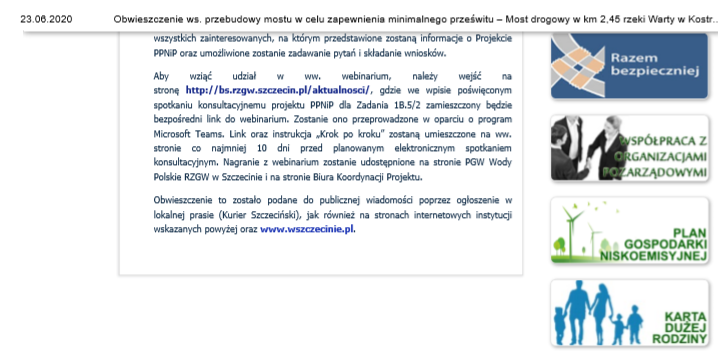 23.06.2020
Obwieszczenie ws. przebudowy mostu w celu zapewnienia minimalnego prześwitu – Most drogowy w km 2,45 rzeki Warty w Kostr...
wszystkich zainteresowanych, na którym przedstawione zostaną informacje o Projekcie
PPNiP oraz umożliwione zostanie zadawanie pytań i składanie wniosków.
Aby wziąć udział w ww. webinarium, należy wejść na
stronę http://bs.rzgw.szczecin.pl/aktualnosci/, gdzie we wpisie poświęconym
spotkaniu konsultacyjnemu projektu PPNiP dla Zadania 1B.5/2 zamieszczony będzie
bezpośredni link do webinarium. Zostanie ono przeprowadzone w oparciu o program
Microsoft Teams. Link oraz instrukcja „Krok po kroku” zostaną umieszczone na ww.
stronie co najmniej 10 dni przed planowanym elektronicznym spotkaniem
konsultacyjnym. Nagranie z webinarium zostanie udostępnione na stronie PGW Wody
Polskie RZGW w Szczecinie i na stronie Biura Koordynacji Projektu.
Obwieszczenie to zostało podane do publicznej wiadomości poprzez ogłoszenie w
lokalnej prasie (Kurier Szczeciński), jak również na stronach internetowych instytucji
wskazanych powyżej oraz www.wszczecinie.pl.
Razem
bezpieczniej
WSPÓŁPRACA Z
ORGANIZACJAMI
POZARZĄDOWYMI
PLAN
GOSPODARKI
NISKOEMISYJNEJ
KARTA
DUŻEJ
RODZINY